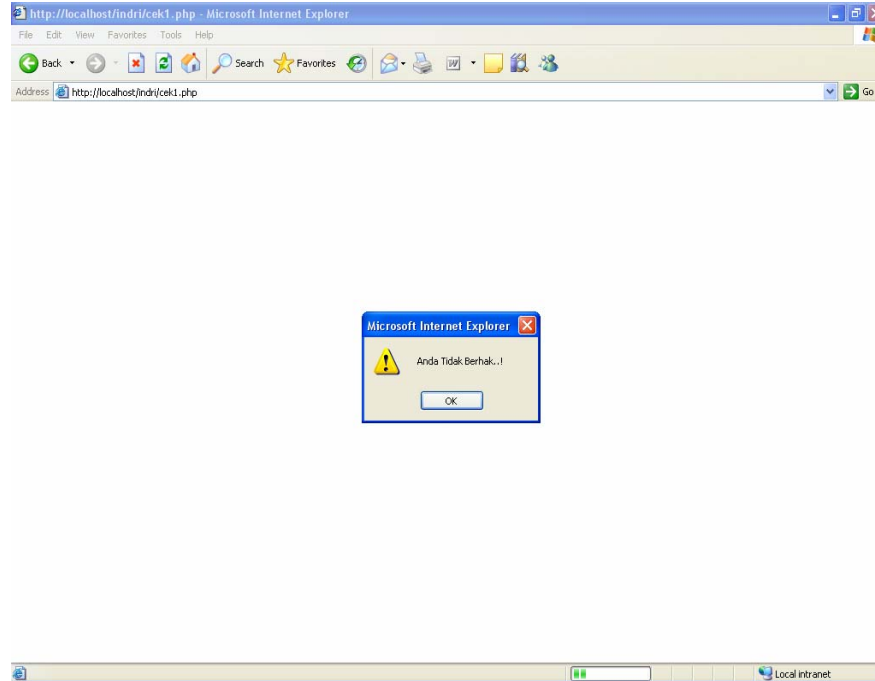 http://localhost/indri/cek1.php - Microsoft Internet Explorer
File Edit View Favorites Tools Help
Back Search Favorites
Address http://localhost/indri/cek1.php Go
Microsoft Internet Explorer
Anda Tidak Berhak..!
OK
Local intranet